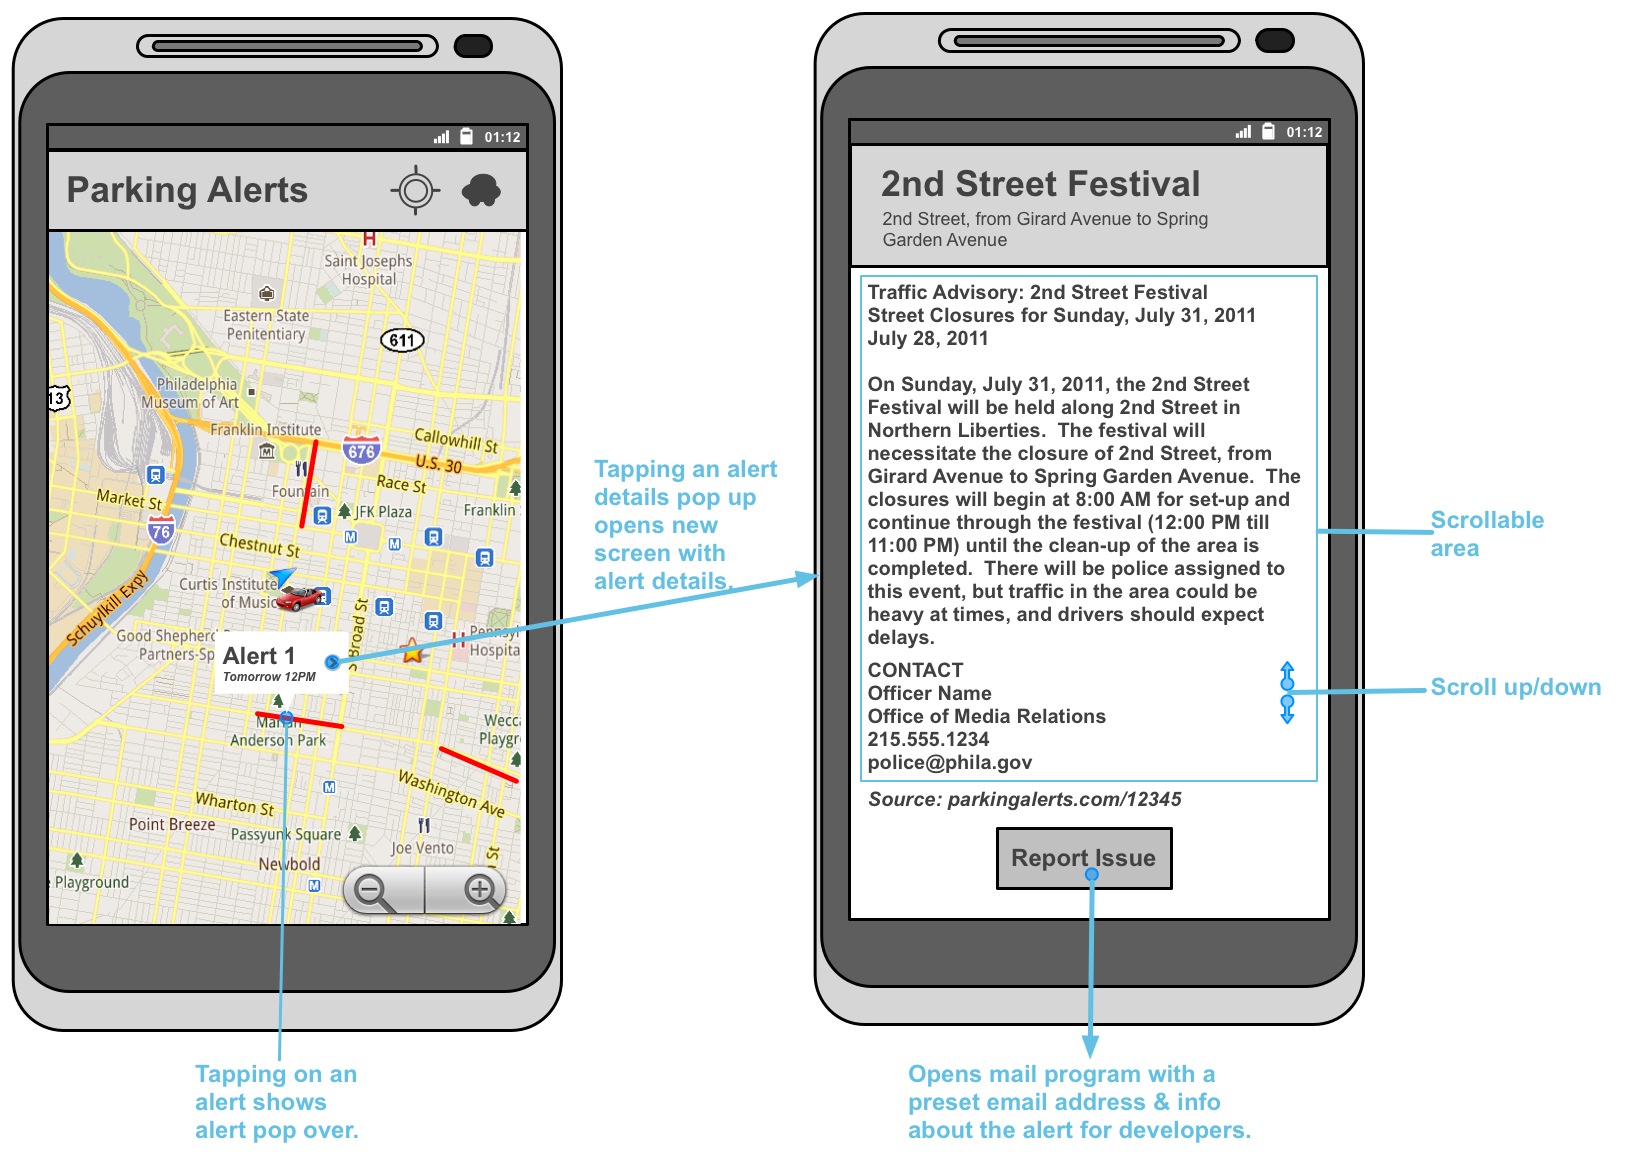 01:12
Parking Alerts
H
Saint Josephs
Hospital
Eastern State
Penitentiary
611
Philadelphia
Museum of Art
13
Franklin Institute
Callowhill St
676
U.S. 30
Fountain
Race St
Market St
JFK Plaza
Franklin
76
M
M
Chestnut St
Curtis Institute
of Music
Schuylkill Expy
S Broad St
Good Shepherd
Partners-Sp
H
Pennsyl
Hospita
Alert 1
Tomorrow 12PM
Marian
Anderson Park
Wecca
Playgr
M
Washington Ave
Wharton St
Point Breeze
Passyunk Square
Joe Vento
St
Newbold
Playground
M
Tapping an alert
details pop up
opens new
screen with
alert details.
Tapping on an
alert shows
alert pop over.
01:12
2nd Street Festival
2nd Street, from Girard Avenue to Spring
Garden Avenue
Traffic Advisory: 2nd Street Festival
Street Closures for Sunday, July 31, 2011
July 28, 2011
On Sunday, July 31, 2011, the 2nd Street
Festival will be held along 2nd Street in
Northern Liberties.  The festival will
necessitate the closure of 2nd Street, from
Girard Avenue to Spring Garden Avenue.  The
closures will begin at 8:00 AM for set-up and
continue through the festival (12:00 PM till
11:00 PM) until the clean-up of the area is
completed.  There will be police assigned to
this event, but traffic in the area could be
heavy at times, and drivers should expect
delays.
CONTACT
Officer Name
Office of Media Relations
215.555.1234
police@phila.gov
Source: parkingalerts.com/12345
Report Issue
Scrollable
area
Scroll up/down
Opens mail program with a
preset email address & info
about the alert for developers.